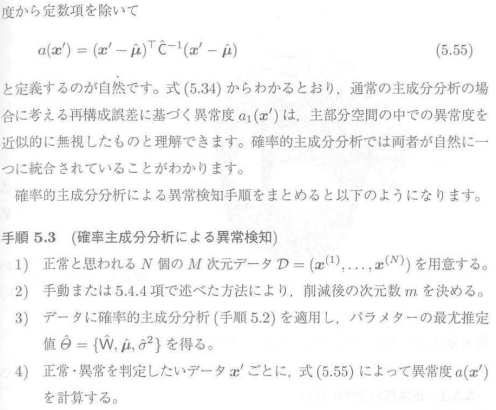 度から定数項を除いて
a(x′) = (x′ − μ̂)⊤Ĉ⁻¹(x′ − μ̂) (5.55)
と定義するのが自然です。式 (5.34) からわかるとおり，通常の主成分分析の場
合に考える再構成誤差に基づく異常度 a₁(x′) は，主部分空間の中での異常度を
近似的に無視したものと理解できます。確率的主成分分析では両者が自然に一
つに統合されていることがわかります。
確率的主成分分析による異常検知手順をまとめると以下のようになります。
手順 5.3 (確率主成分分析による異常検知)
1) 正常と思われる N 個の M 次元データ 𝒟 = (x⁽¹⁾, . . . , x⁽ᴺ⁾) を用意する。
2) 手動または 5.4.4 項で述べた方法により，削減後の次元数 m を決める。
3) データに確率的主成分分析 (手順 5.2) を適用し，パラメターの最尤推定
値 Θ̂ = {Ŵ, μ̂, σ̂²} を得る。
4) 正常・異常を判定したいデータ x′ ごとに，式 (5.55) によって異常度 a(x′)
を計算する。